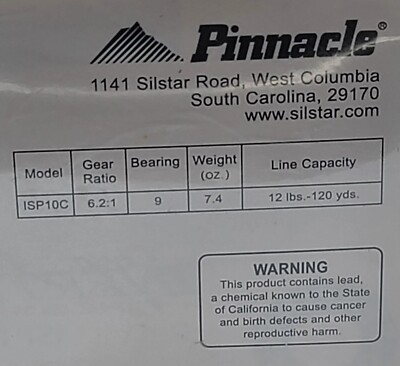 Pinnacle®
1141 Silstar Road, West Columbia
South Carolina, 29170
www.silstar.com
Model Gear Ratio Bearing Weight (oz.) Line Capacity
ISP10C 6.2:1 9 7.4 12 lbs.-120 yds.
WARNING
This product contains lead,
a chemical known to the State
of California to cause cancer
and birth defects and other
reproductive harm.